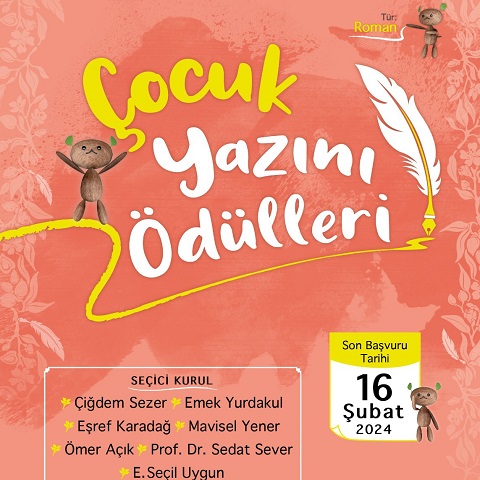 Tür:
Roman
Çocuk
Yazını
Ödülleri
Son Başvuru
Tarihi
16
Şubat
2024
SEÇİCİ KURUL
Çiğdem Sezer Emek Yurdakul
Eşref Karadağ Mavisel Yener
Ömer Açık Prof. Dr. Sedat Sever
E.Seçil Uygun